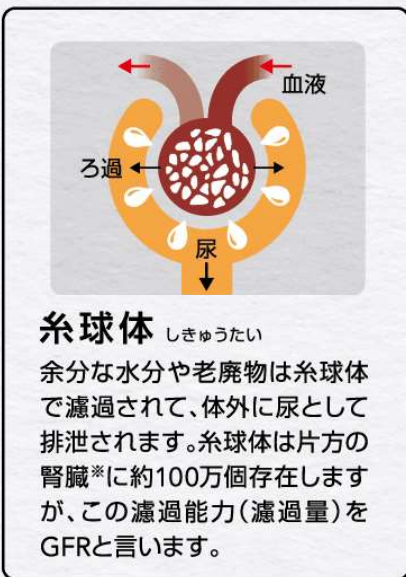 血液
ろ過
尿
糸球体 しきゅうたい
余分な水分や老廃物は糸球体
で濾過されて、体外に尿として
排泄されます。糸球体は片方の
腎臓※に約100万個存在します
が、この濾過能力(濾過量)を
GFRと言います。